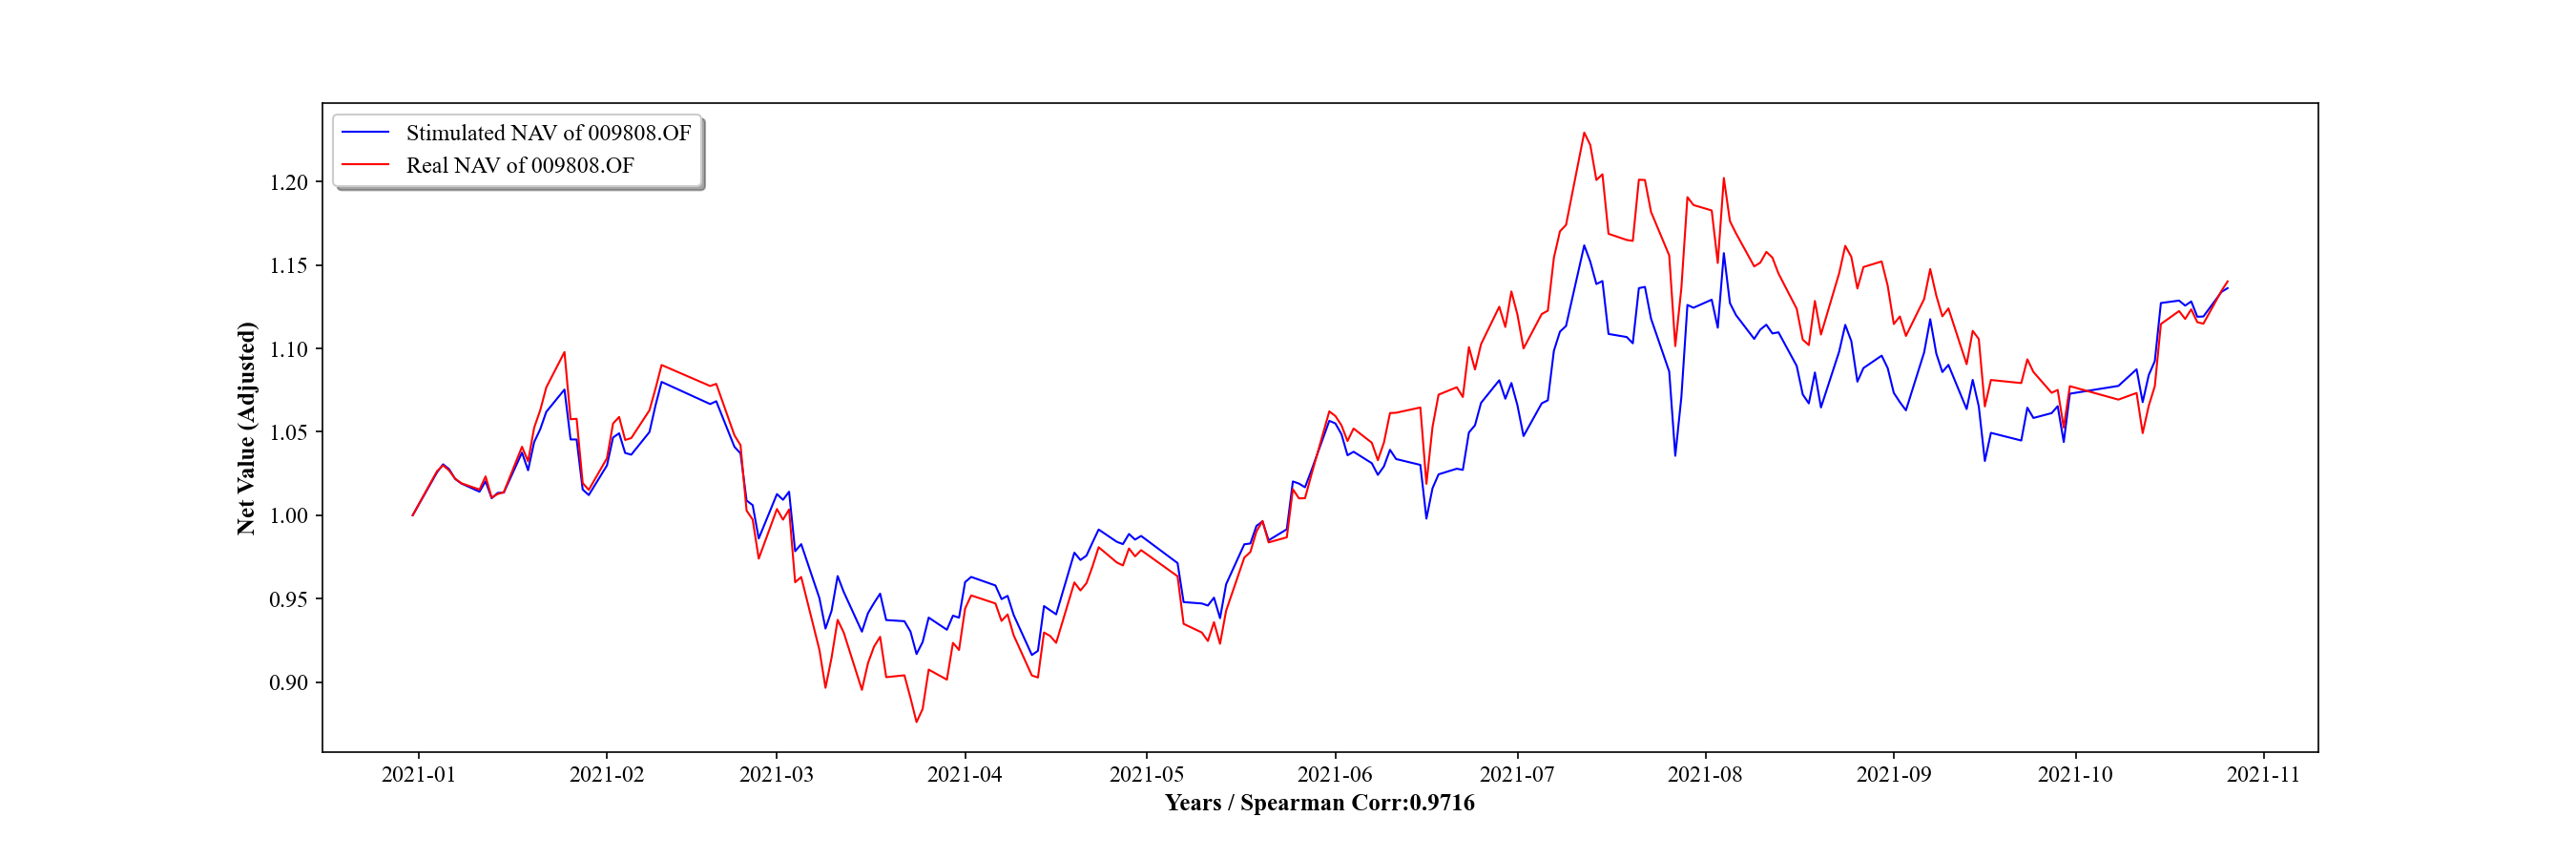 Stimulated NAV of 009808.OF
Real NAV of 009808.OF
Net Value (Adjusted)
1.20
1.15
1.10
1.05
1.00
0.95
0.90
2021-01 2021-02 2021-03 2021-04 2021-05 2021-06 2021-07 2021-08 2021-09 2021-10 2021-11
Years / Spearman Corr:0.9716